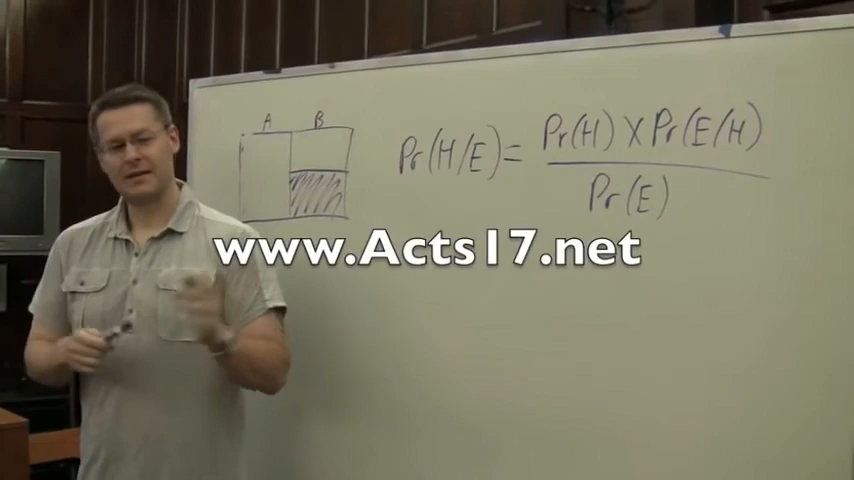 A B
Pr(H/E) = Pr(H) X Pr(E/H)
Pr(E)
www.Acts17.net